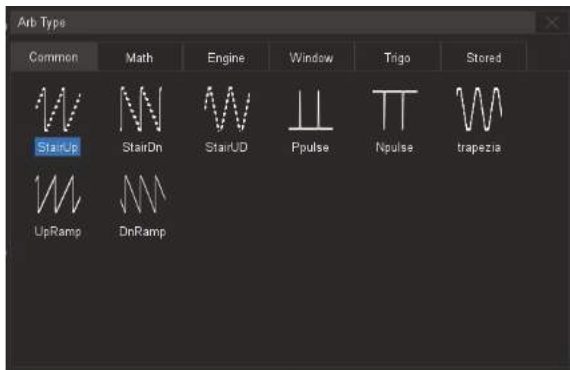 Arb Type
Common Math Engine Window Trigo Stored
StairUp StairDn StairUD Ppulse Npulse trapezia
UpRamp DnRamp